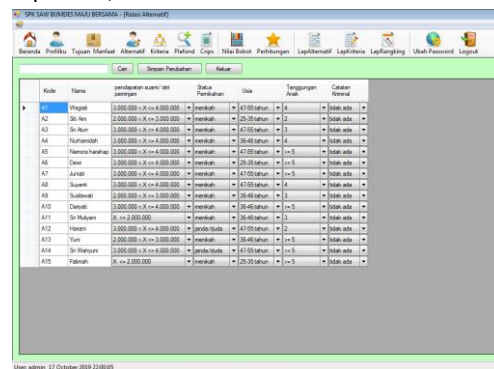 SPK SAW BUMDES MAJU BERSAMA - [Relasi Alternatif]
Beranda Profilku Tujuan Manfaat Alternatif Kriteria Plafond Crips Nilai Bobot Perhitungan LapAlternatif LapKriteria LapRangking Ubah Password Logout
Cari Simpan Perubahan Keluar
Kode Nama pendapatan suami/ istri peminjam Status Pernikahan Usia Tanggungan Anak Catatan Kriminal
A1 Wagiati 3.000.000 < X <= 4.000.000 menikah 47-55 tahun 4 tidak ada
A2 Siti Ani 2.000.000 < X <= 3.000.000 menikah 25-35 tahun 2 tidak ada
A3 Sri Atun 3.000.000 < X <= 4.000.000 menikah 47-55 tahun 3 tidak ada
A4 Nurhamidah 3.000.000 < X <= 4.000.000 menikah 36-46 tahun 4 tidak ada
A5 Namora harahap 3.000.000 < X <= 4.000.000 menikah 47-55 tahun >= 5 tidak ada
A6 Dewi 3.000.000 < X <= 4.000.000 menikah 25-35 tahun >= 5 tidak ada
A7 Juniati 3.000.000 < X <= 4.000.000 menikah 47-55 tahun >= 5 tidak ada
A8 Suyanti 3.000.000 < X <= 4.000.000 menikah 47-55 tahun 4 tidak ada
A9 Susilawati 2.000.000 < X <= 3.000.000 menikah 36-46 tahun 3 tidak ada
A10 Daryati 3.000.000 < X <= 4.000.000 menikah 36-46 tahun >= 5 tidak ada
A11 Sri Mulyani X <= 2.000.000 menikah 36-46 tahun 3 tidak ada
A12 Hariani 3.000.000 < X <= 4.000.000 janda/duda 47-55 tahun 2 tidak ada
A13 Yuni 2.000.000 < X <= 3.000.000 menikah 36-46 tahun >= 5 tidak ada
A14 Sri Wahyuni 3.000.000 < X <= 4.000.000 janda/duda 36-46 tahun >= 5 tidak ada
A15 Fatimah X <= 2.000.000 menikah 25-35 tahun >= 5 tidak ada
User: admin, 17 October 2019 22:00:05